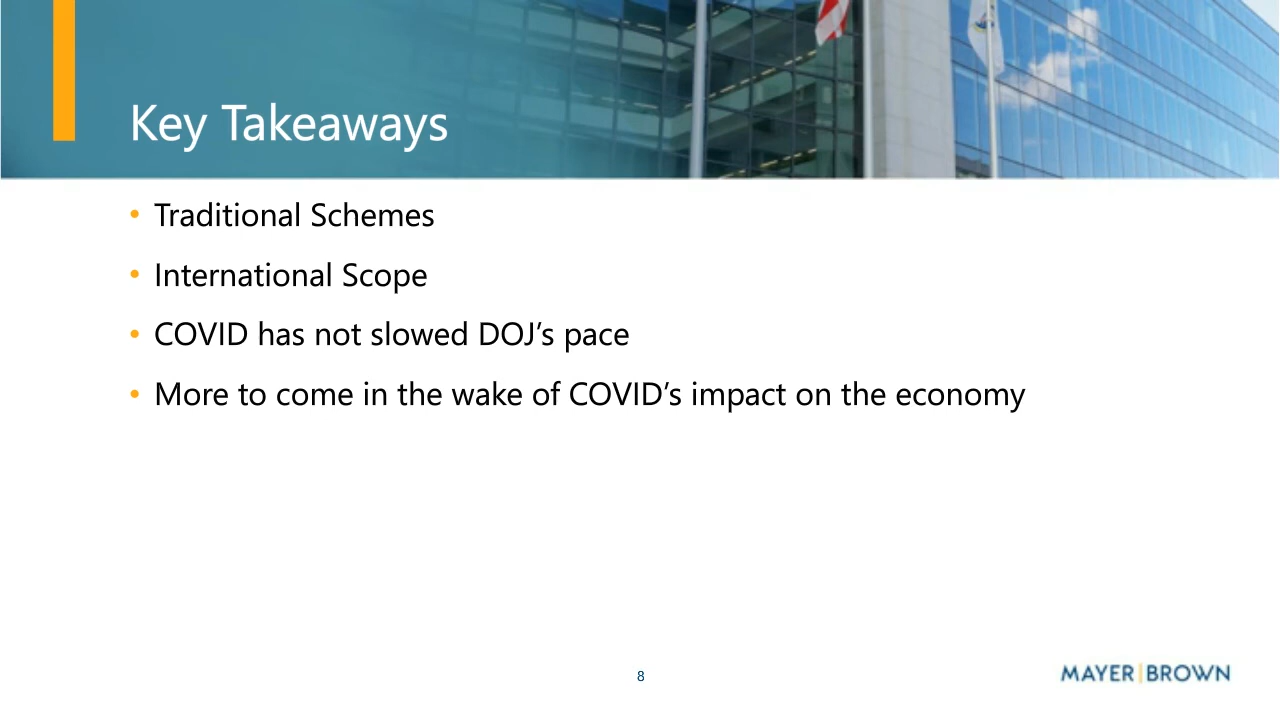 Key Takeaways
• Traditional Schemes
• International Scope
• COVID has not slowed DOJ’s pace
• More to come in the wake of COVID’s impact on the economy
8
MAYER|BROWN